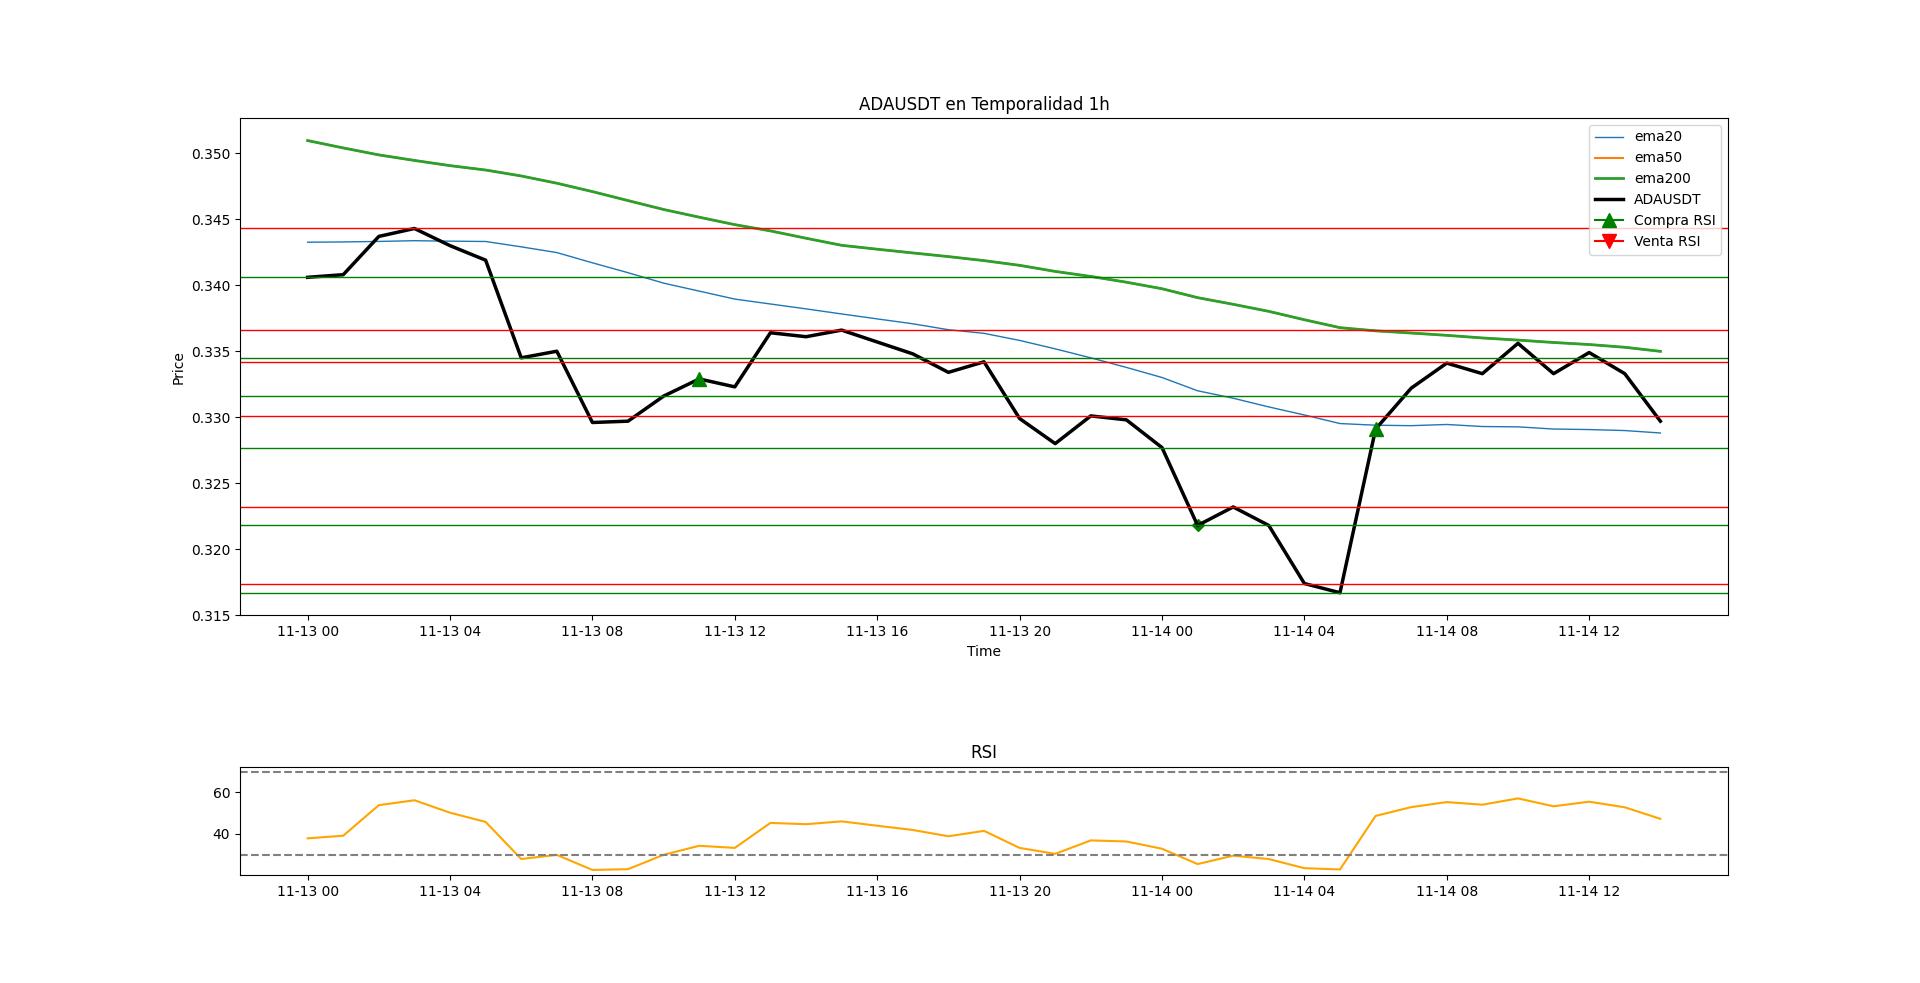 ADAUSDT en Temporalidad 1h
ema20
ema50
ema200
ADAUSDT
Compra RSI
Venta RSI
Price
0.350
0.345
0.340
0.335
0.330
0.325
0.320
0.315
11-13 00 11-13 04 11-13 08 11-13 12 11-13 16 11-13 20 11-14 00 11-14 04 11-14 08 11-14 12
Time
RSI
60
40
11-13 00 11-13 04 11-13 08 11-13 12 11-13 16 11-13 20 11-14 00 11-14 04 11-14 08 11-14 12